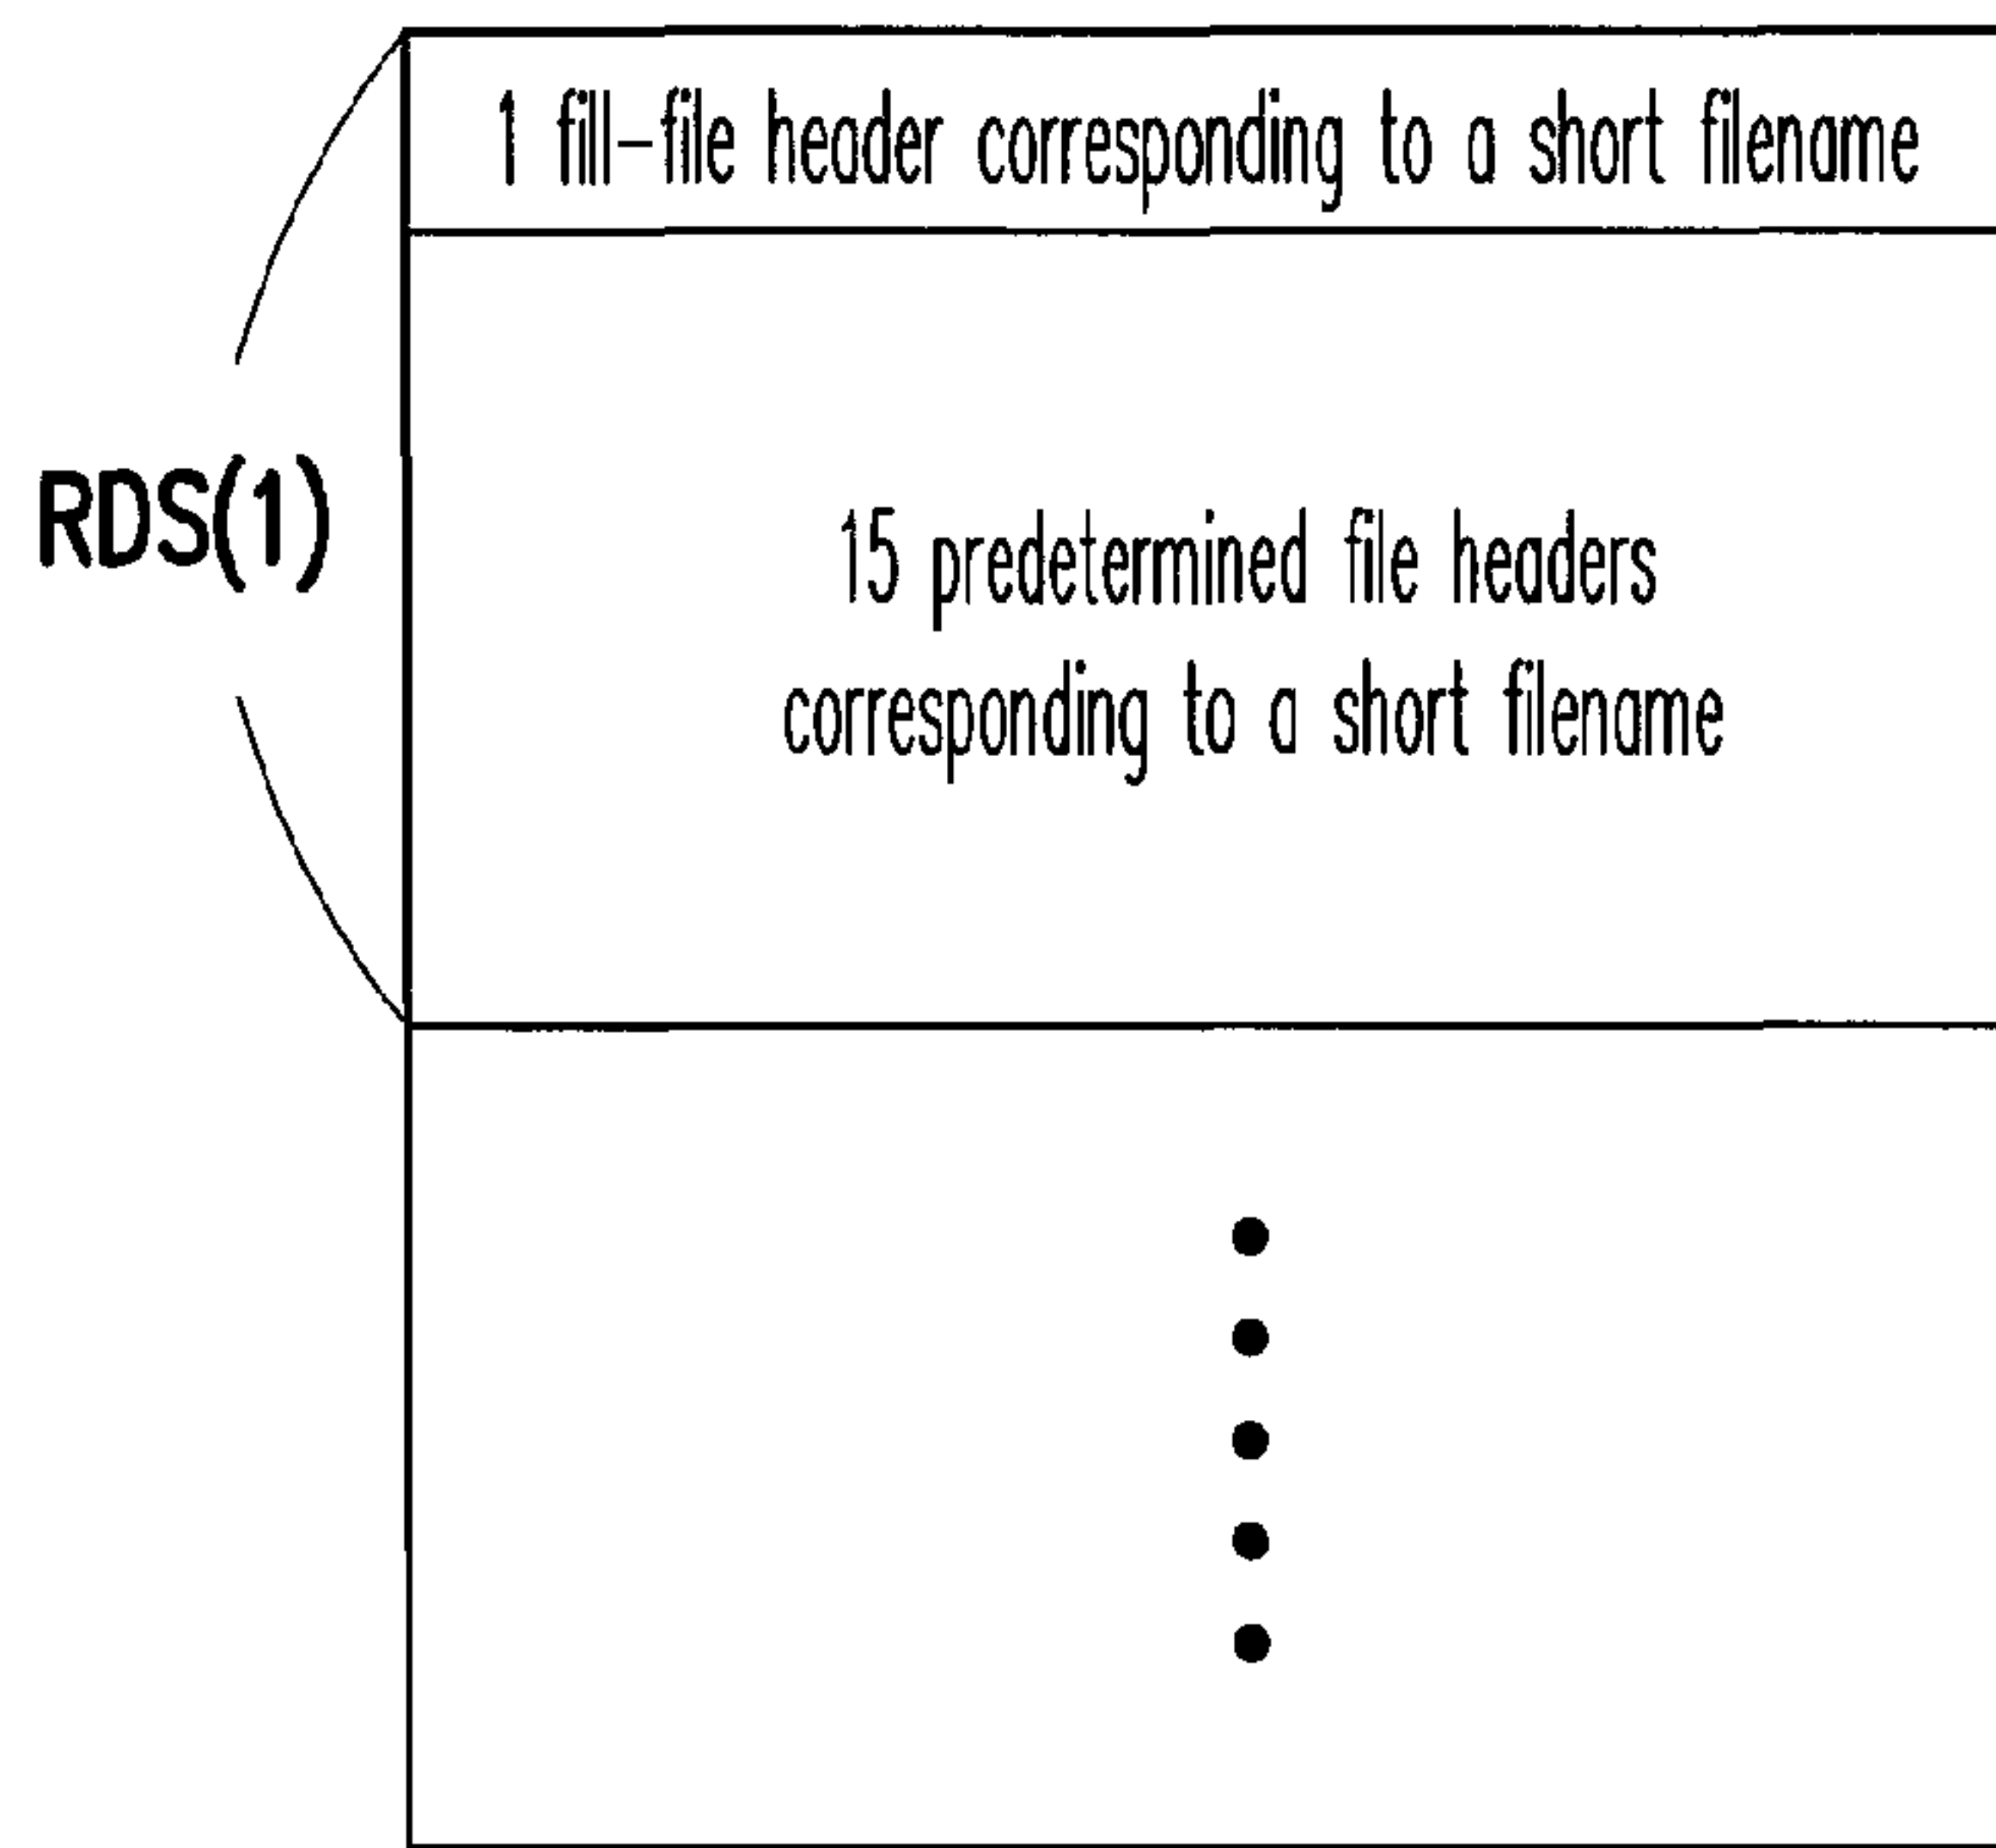 1 fill-file header corresponding to a short filename
RDS(1)
15 predetermined file headers
corresponding to a short filename